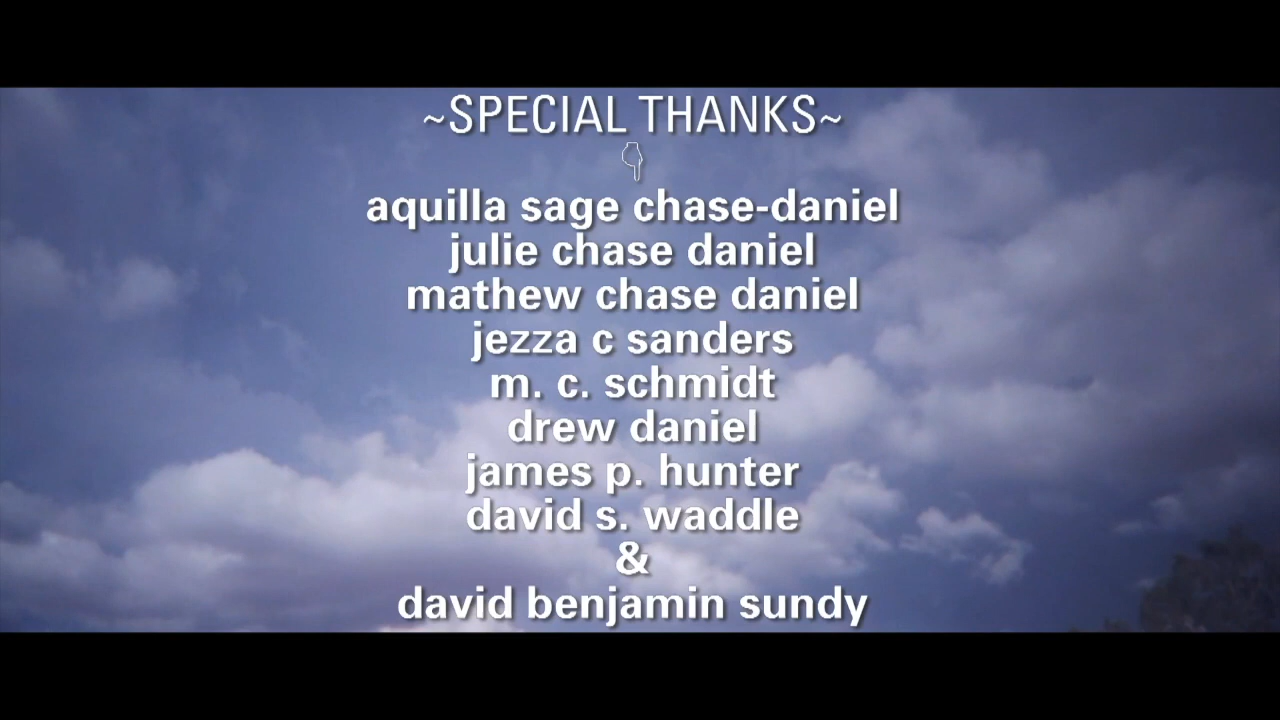 ~SPECIAL THANKS~
☟
aquilla sage chase-daniel
julie chase daniel
mathew chase daniel
jezza c sanders
m. c. schmidt
drew daniel
james p. hunter
david s. waddle
&
david benjamin sundy